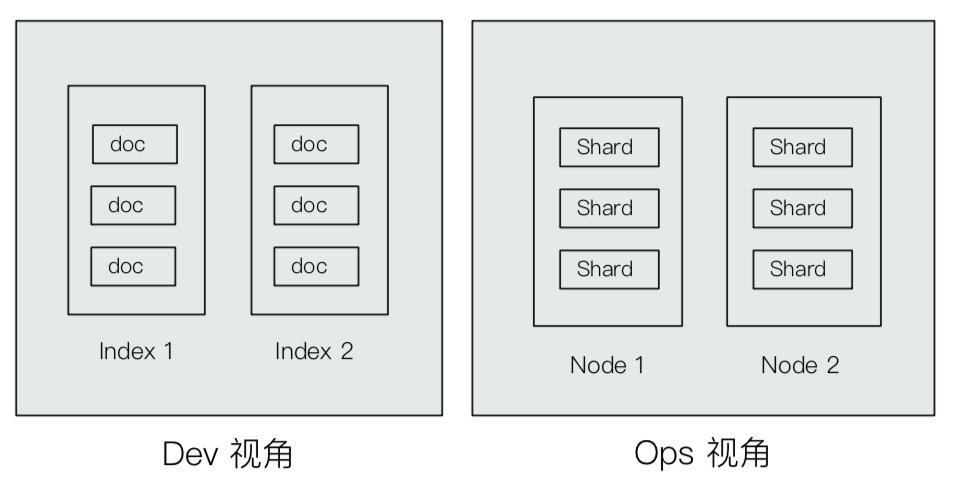 doc
doc
doc
Index 1
doc
doc
doc
Index 2
Dev 视角
Shard
Shard
Shard
Node 1
Shard
Shard
Shard
Node 2
Ops 视角